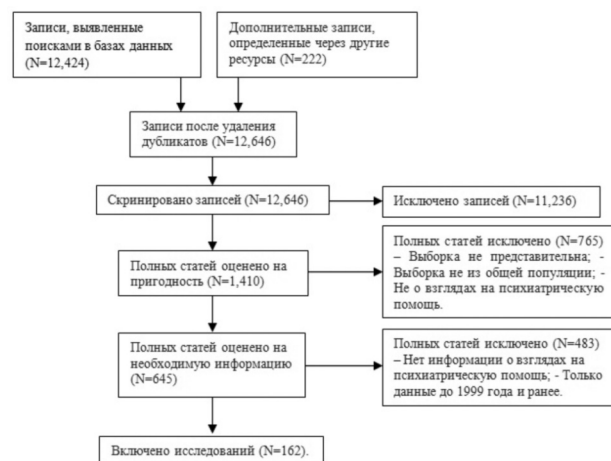 Записи, выявленные
поисками в базах данных
(N=12,424)
Дополнительные записи,
определенные через другие
ресурсы (N=222)
Записи после удаления
дубликатов (N=12,646)
Скринировано записей (N=12,646)
Исключено записей (N=11,236)
Полных статей оценено на
пригодность (N=1,410)
Полных статей исключено (N=765)
– Выборка не представительна; -
Выборка не из общей популяции; -
Не о взглядах на психиатрическую
помощь.
Полных статей оценено на
необходимую информацию
(N=645)
Полных статей исключено (N=483)
– Нет информации о взглядах на
психиатрическую помощь; - Только
данные до 1999 года и ранее.
Включено исследований (N=162).